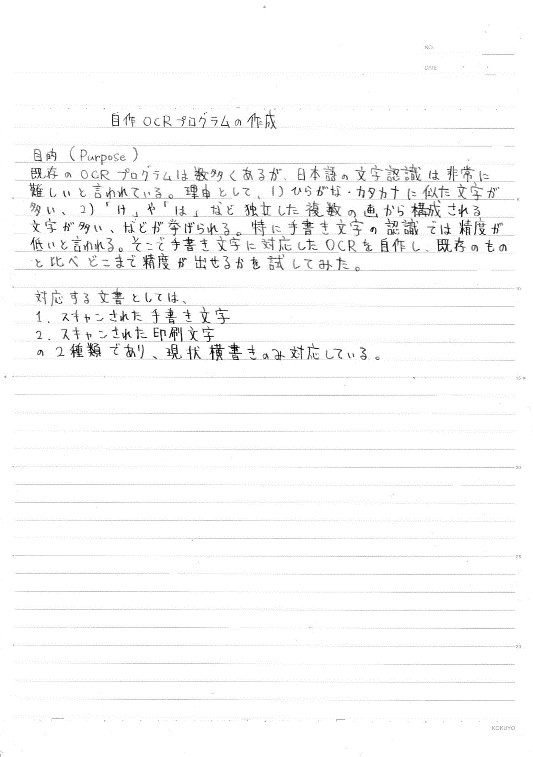 NO.
DATE
自作 OCRプログラムの作成
目的 (Purpose)
既存のOCRプログラムは数多くあるが、日本語の文字認識は非常に
難しいと言われている。理由として、1) ひらがな・カタカナに似た文字が
多い、2)「け」や「は」など独立した複数の画から構成される
文字が多い、などが挙げられる。特に手書き文字の認識では精度が
低いと言われる。そこで手書き文字に対応したOCRを自作し、既存のもの
と比べどこまで精度が出せるかを試してみた。
対応する文書としては、
1. スキャンされた手書き文字
2. スキャンされた印刷文字
の2種類であり、現状横書きのみ対応している。
5
10
15
20
25
30
KOKUYO